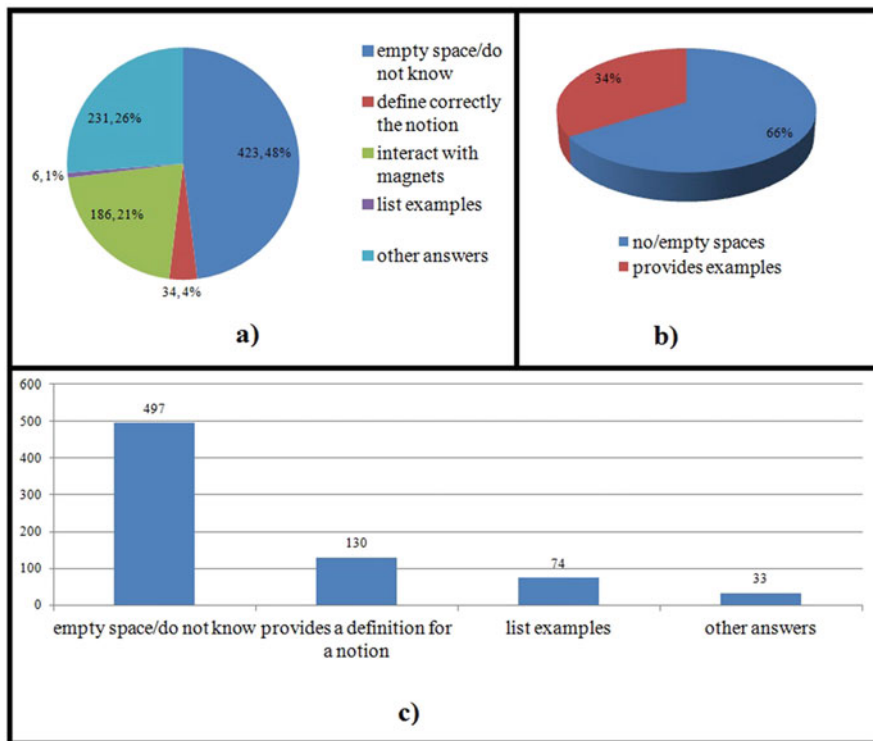 empty space/do not know
define correctly the notion
interact with magnets
list examples
other answers
231, 26%
423, 48%
6, 1%
186, 21%
34, 4%
a)
34%
66%
no/empty spaces
provides examples
b)
600
500
400
300
200
100
0
497
130
74
33
empty space/do not know provides a definition for a notion list examples other answers
c)